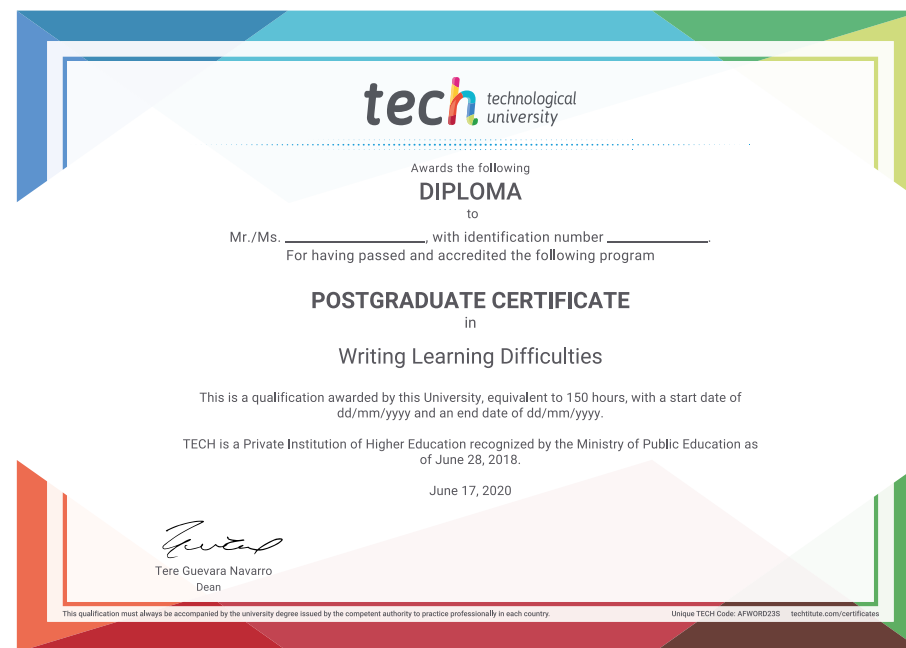 tech technological
university
Awards the following
DIPLOMA
to
Mr./Ms. ____________________, with identification number ______________.
For having passed and accredited the following program
POSTGRADUATE CERTIFICATE
in
Writing Learning Difficulties
This is a qualification awarded by this University, equivalent to 150 hours, with a start date of
dd/mm/yyyy and an end date of dd/mm/yyyy.
TECH is a Private Institution of Higher Education recognized by the Ministry of Public Education as
of June 28, 2018.
June 17, 2020
Tere Guevara Navarro
Dean
This qualification must always be accompanied by the university degree issued by the competent authority to practice professionally in each country. Unique TECH Code: AFWORD23S techtitute.com/certificates